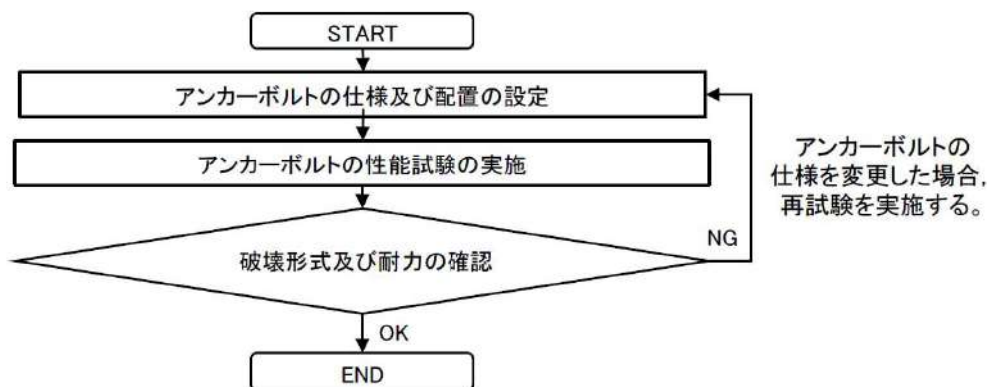 START
アンカーボルトの仕様及び配置の設定
アンカーボルトの性能試験の実施
アンカーボルトの
仕様を変更した場合,
再試験を実施する。
NG
破壊形式及び耐力の確認
OK
END